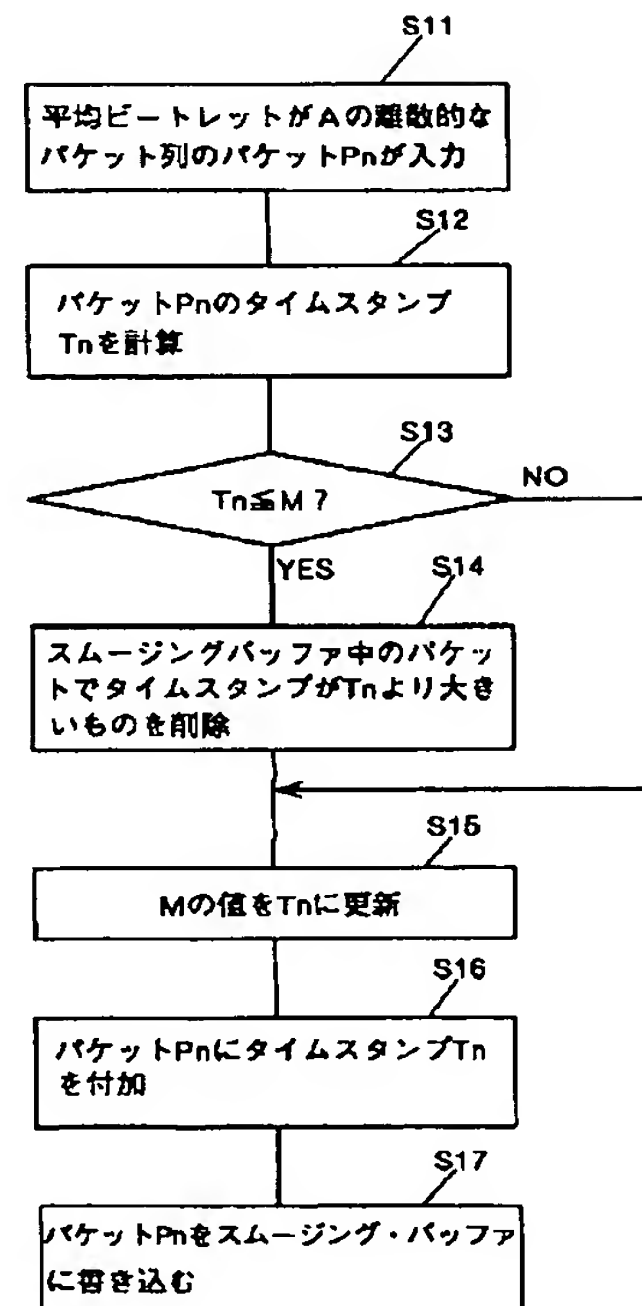 S11
平均ビートレットがAの離散的な
パケット列のパケットPnが入力
S12
パケットPnのタイムスタンプ
Tnを計算
S13
Tn≦M?
NO
YES
S14
スムージングバッファ中のパケッ
トでタイムスタンプがTnより大き
いものを削除
S15
Mの値をTnに更新
S16
パケットPnにタイムスタンプTn
を付加
S17
パケットPnをスムージング・バッファ
に書き込む